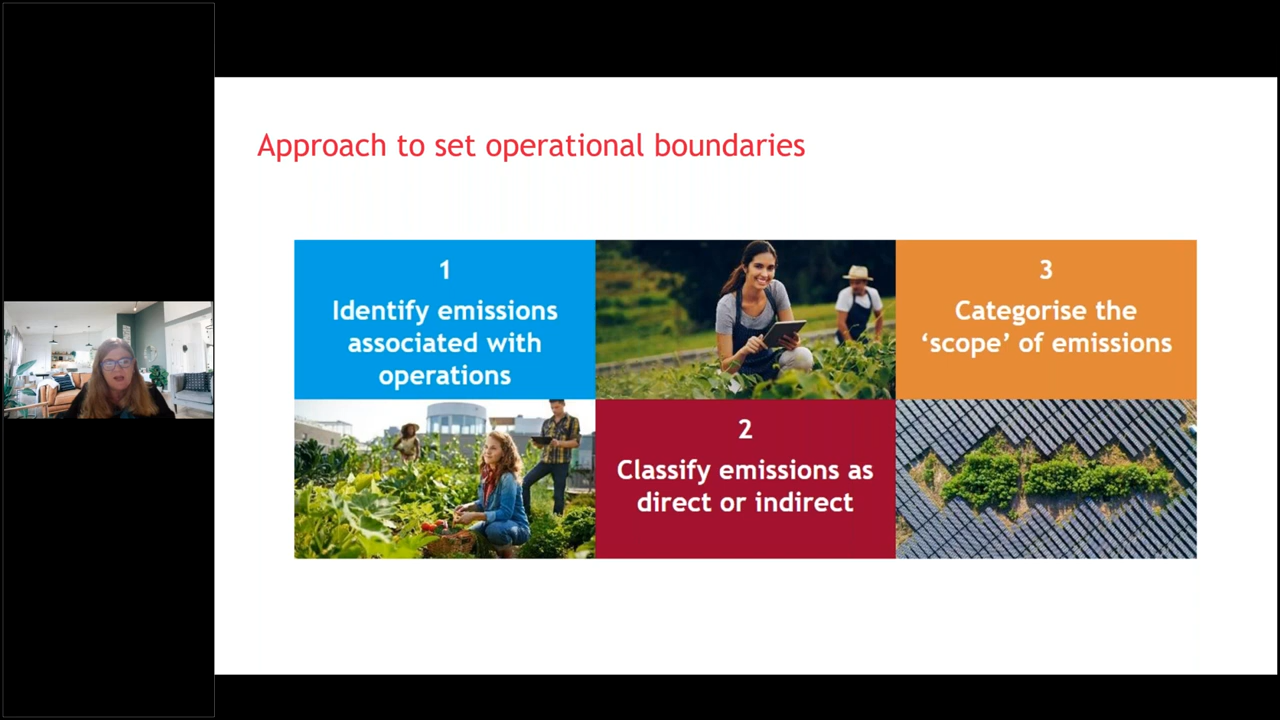 Approach to set operational boundaries
1
Identify emissions
associated with
operations
2
Classify emissions as
direct or indirect
3
Categorise the
‘scope’ of emissions